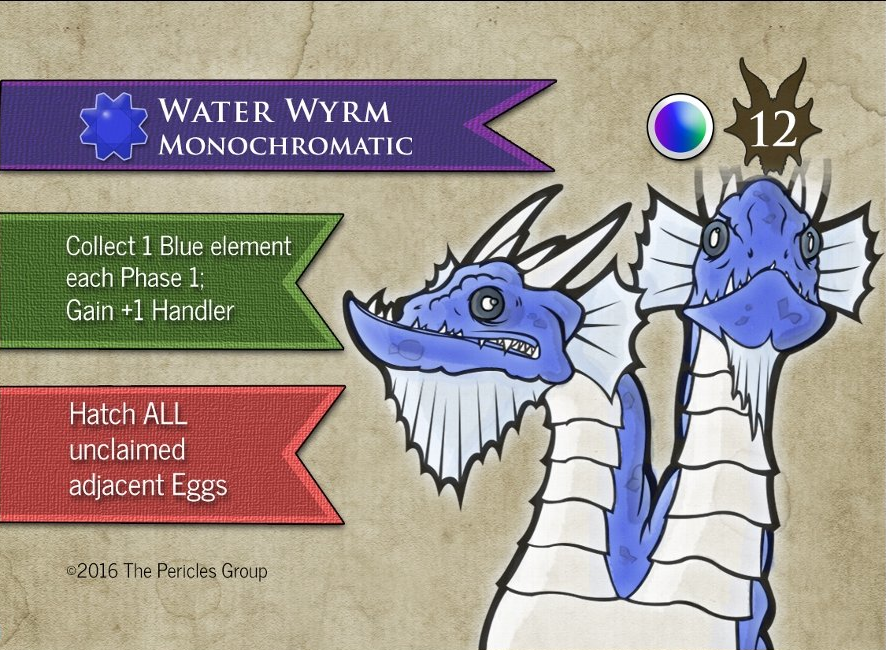 Water Wyrm
Monochromatic
12
Collect 1 Blue element
each Phase 1;
Gain +1 Handler
Hatch ALL
unclaimed
adjacent Eggs
©2016 The Pericles Group